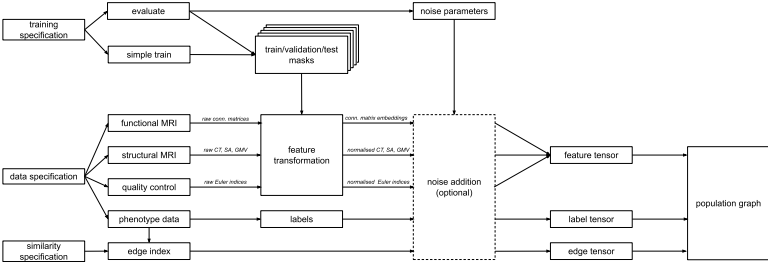 evaluate
noise parameters
training
specification
simple train
train/validation/test
masks
functional MRI
raw conn. matrices
conn. matrix embeddings
structural MRI
raw CT, SA, GMV
feature
transformation
normalised CT, SA, GMV
feature tensor
data specification
quality control
raw Euler indices
normalised Euler indices
noise addition
(optional)
population graph
phenotype data
labels
label tensor
similarity
specification
edge index
edge tensor